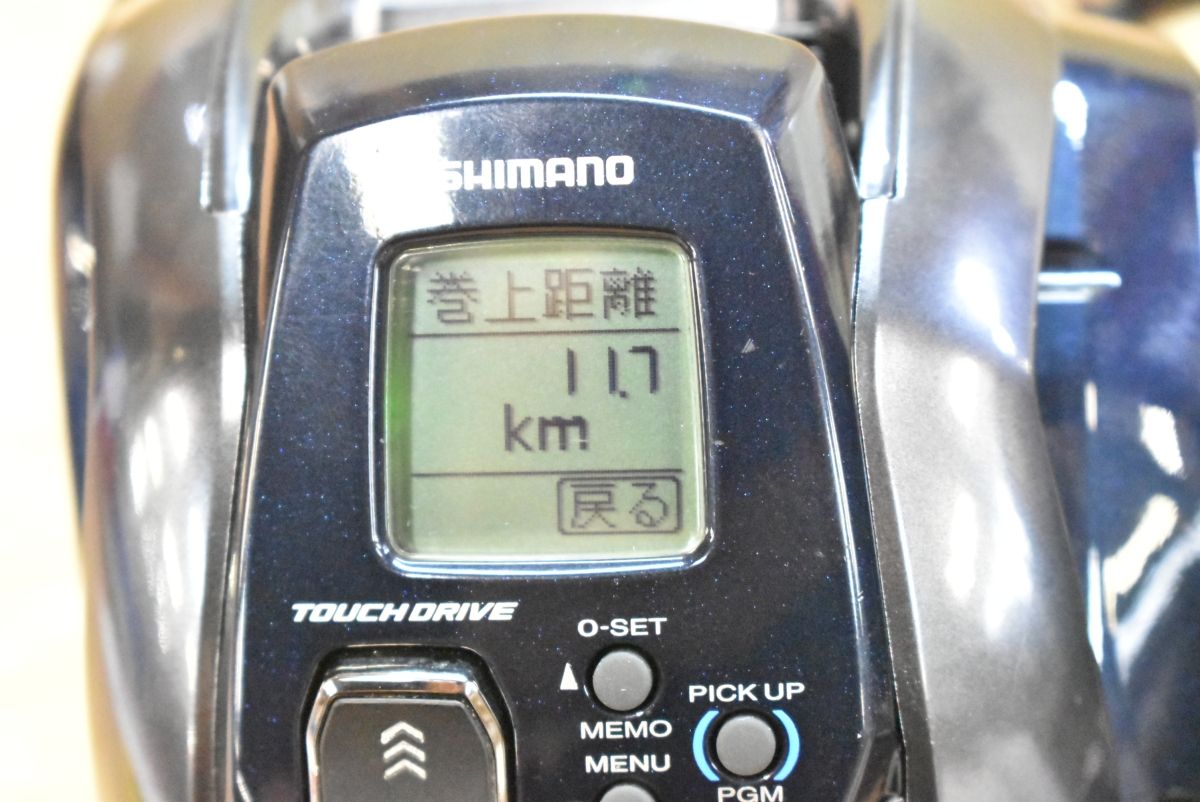 SHIMANO
巻上距離
11.7
km
戻る
TOUCH DRIVE
0-SET
MEMO
PICK UP
MENU
PGM